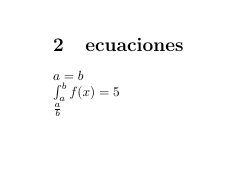 2 ecuaciones
a = b
∫_a^b f(x) = 5
a/b